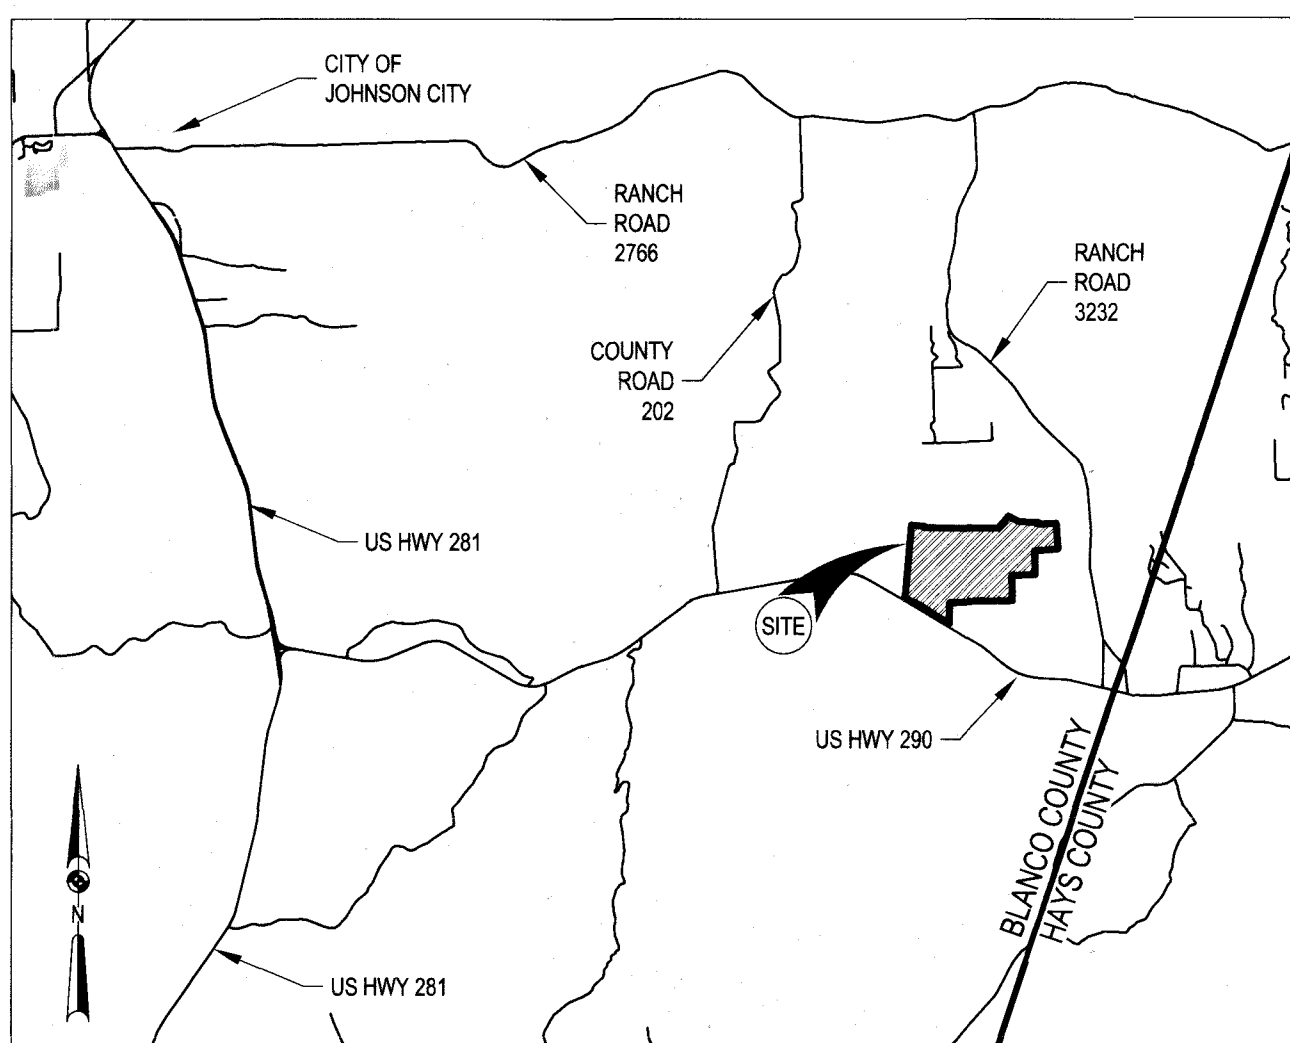 CITY OF
JOHNSON CITY
RANCH
ROAD
2766
RANCH
ROAD
3232
COUNTY
ROAD
202
US HWY 281
SITE
US HWY 290
BLANCO COUNTY
HAYS COUNTY
N
US HWY 281